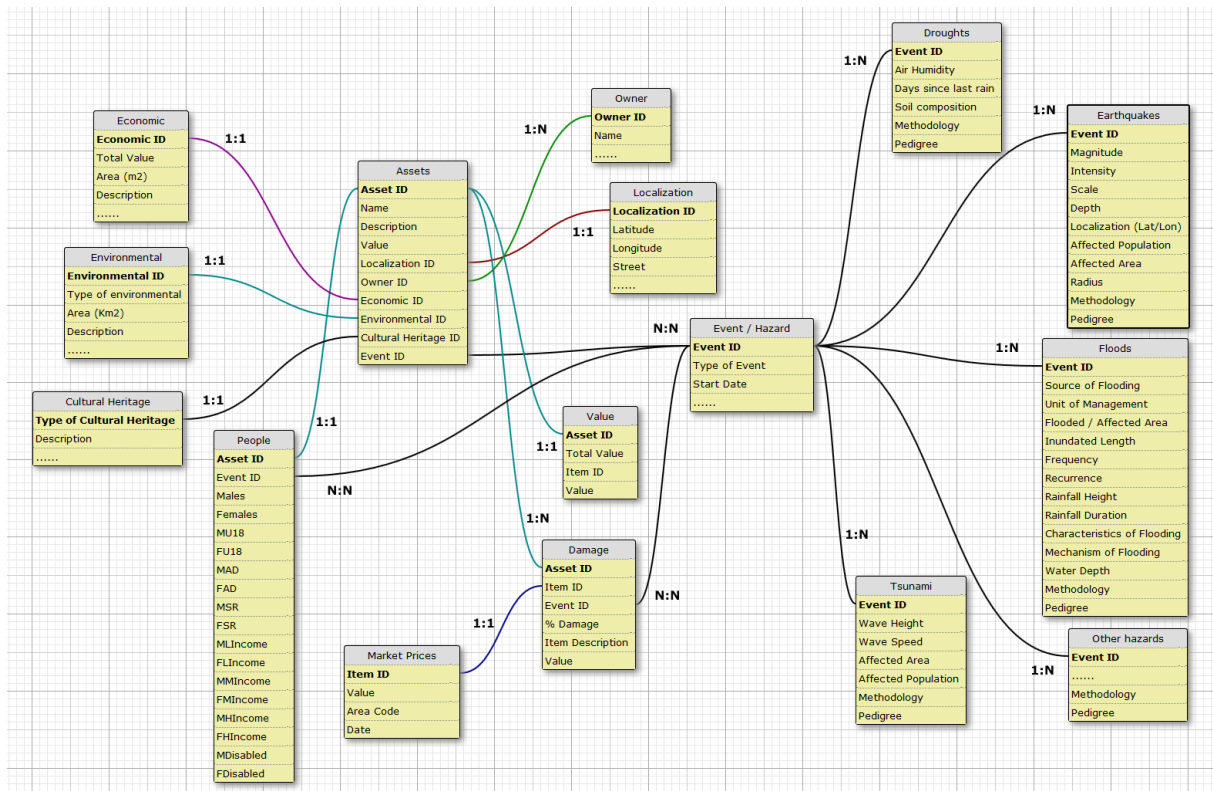 Economic
Economic ID
Total Value
Area (m2)
Description
......
1:1
Environmental
Environmental ID
Type of environmental
Area (Km2)
Description
......
1:1
Cultural Heritage
Type of Cultural Heritage
Description
......
1:1
People
Asset ID
Event ID
Males
Females
MU18
FU18
MAD
FAD
MSR
FSR
MLIncome
FLIncome
MMIncome
FMIncome
MHIncome
FHIncome
MDisabled
FDisabled
1:1
N:N
Assets
Asset ID
Name
Description
Value
Localization ID
Owner ID
Economic ID
Environmental ID
Cultural Heritage ID
Event ID
Market Prices
Item ID
Value
Area Code
Date
1:1
Owner
Owner ID
Name
......
1:N
Localization
Localization ID
Latitude
Longitude
Street
......
1:1
Value
Asset ID
Total Value
Item ID
Value
1:1
Damage
Asset ID
Item ID
Event ID
% Damage
Item Description
Value
1:N
N:N
Event / Hazard
Event ID
Type of Event
Start Date
......
N:N
Droughts
Event ID
Air Humidity
Days since last rain
Soil composition
Methodology
Pedigree
1:N
Earthquakes
Event ID
Magnitude
Intensity
Scale
Depth
Localization (Lat/Lon)
Affected Population
Affected Area
Radius
Methodology
Pedigree
1:N
Floods
Event ID
Source of Flooding
Unit of Management
Flooded / Affected Area
Inundated Length
Frequency
Recurrence
Rainfall Height
Rainfall Duration
Characteristics of Flooding
Mechanism of Flooding
Water Depth
Methodology
Pedigree
1:N
Tsunami
Event ID
Wave Height
Wave Speed
Affected Area
Affected Population
Methodology
Pedigree
1:N
Other hazards
Event ID
......
Methodology
Pedigree
1:N